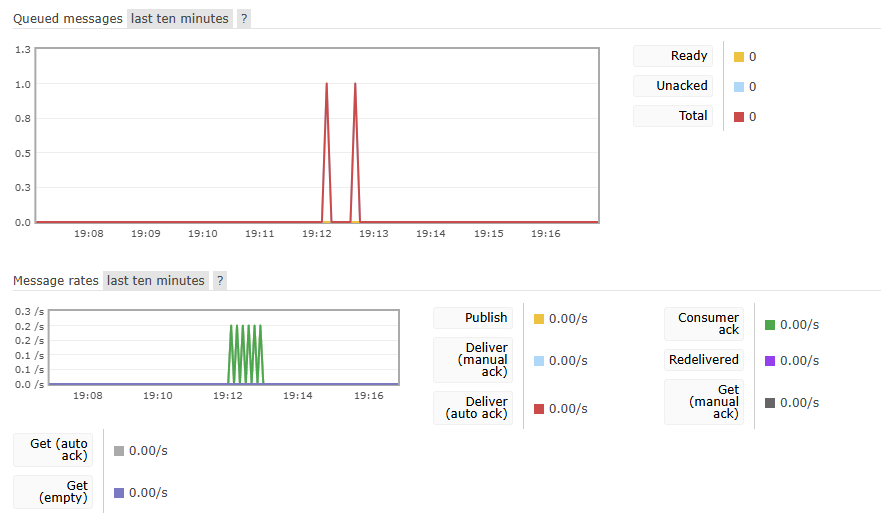 Queued messages last ten minutes ?
1.3
1.0
0.8
0.5
0.3
0.0
19:08 19:09 19:10 19:11 19:12 19:13 19:14 19:15 19:16
Ready 0
Unacked 0
Total 0
Message rates last ten minutes ?
0.3 /s
0.2 /s
0.2 /s
0.1 /s
0.1 /s
0.0 /s
19:08 19:10 19:12 19:14 19:16
Publish 0.00/s
Deliver
(manual
ack) 0.00/s
Deliver
(auto ack) 0.00/s
Consumer
ack 0.00/s
Redelivered 0.00/s
Get
(manual
ack) 0.00/s
Get (auto
ack) 0.00/s
Get
(empty) 0.00/s